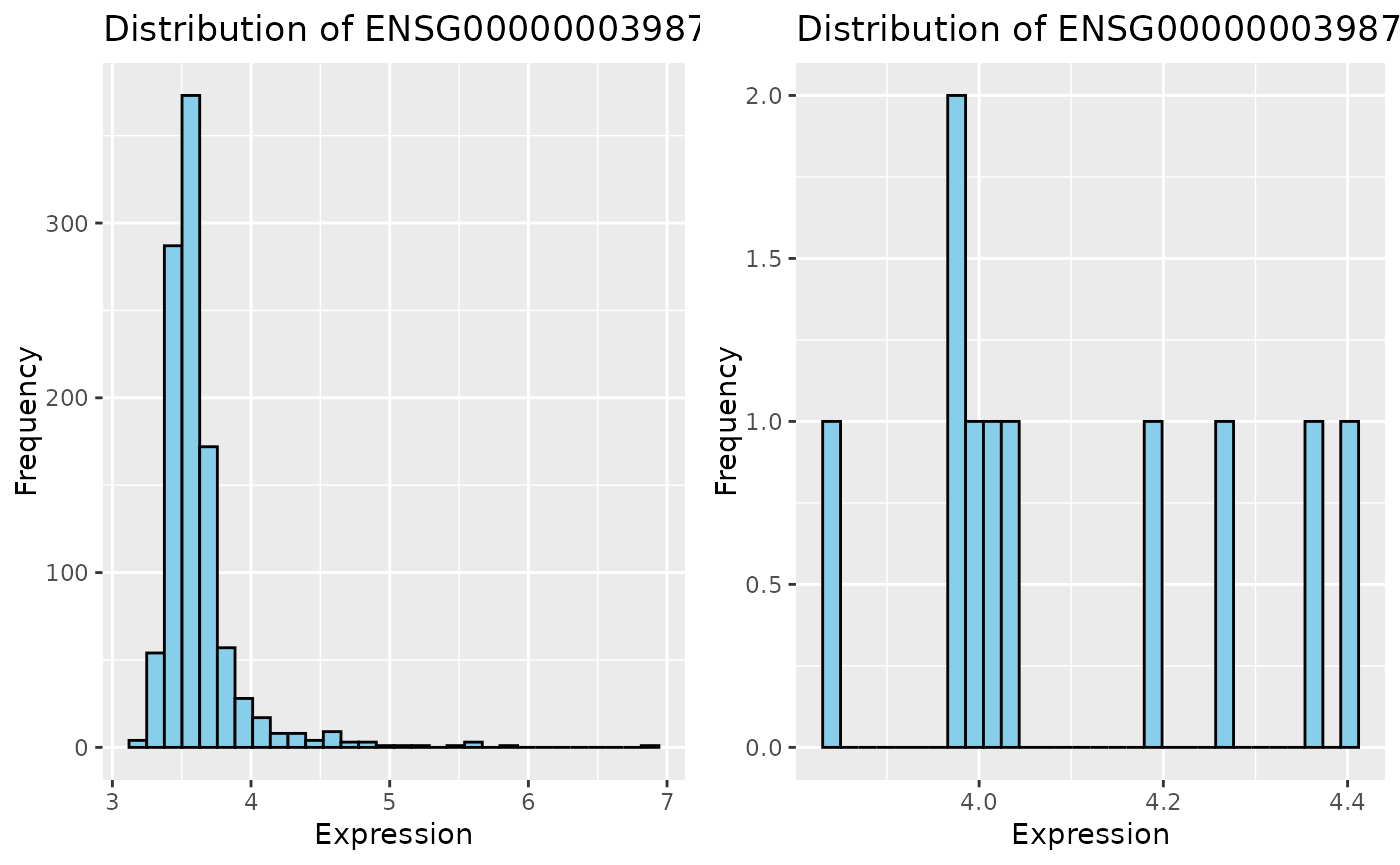 Distribution of ENSG00000003987
Frequency
300
200
100
0
3 4 5 6 7
Expression
Distribution of ENSG00000003987
Frequency
2.0
1.5
1.0
0.5
0.0
4.0 4.2 4.4
Expression